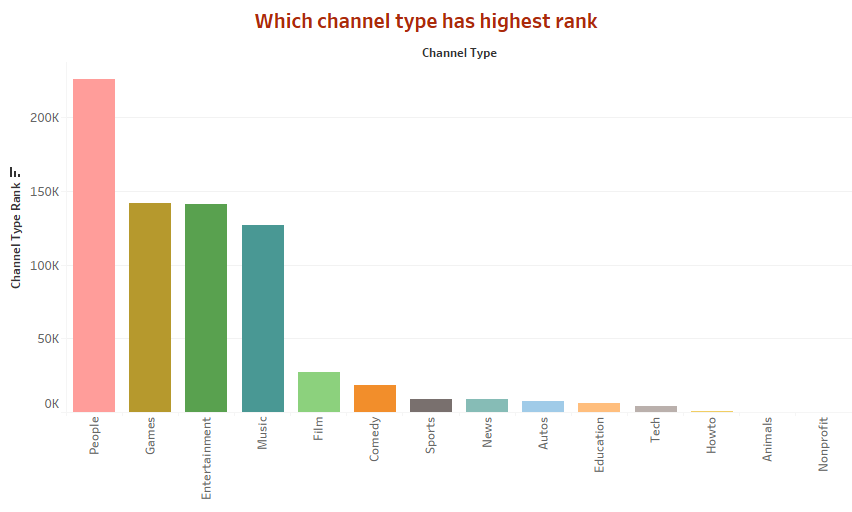 Which channel type has highest rank
Channel Type
Channel Type Rank
200K
150K
100K
50K
0K
People
Games
Entertainment
Music
Film
Comedy
Sports
News
Autos
Education
Tech
Howto
Animals
Nonprofit